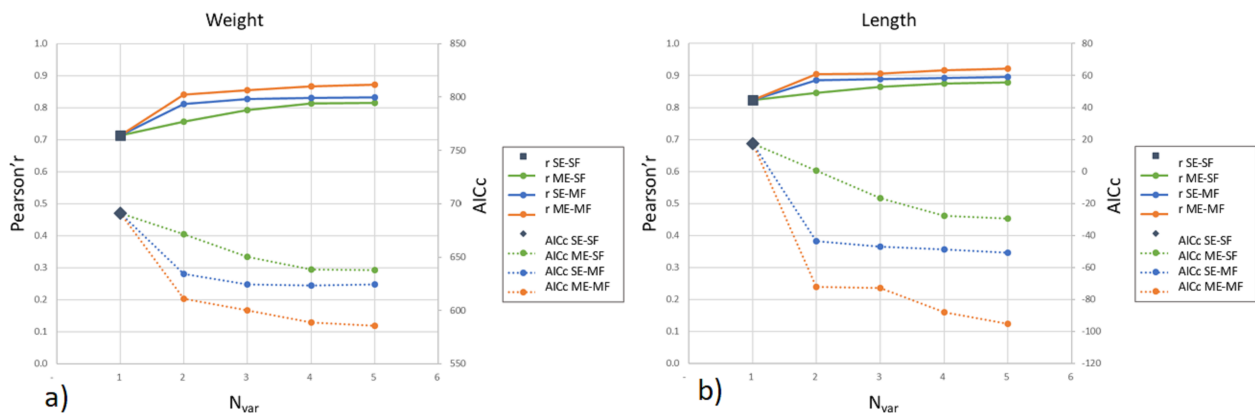 Weight
1.0
0.9
0.8
0.7
0.6
0.5
0.4
0.3
0.2
0.1
0.0
Pearson'r
850
800
750
70
650
600
550
AICc
-
1
2
3
4
5
6
Nvar
a)
r SE-SF
r ME-SF
r SE-MF
r ME-MF
AICc SE-SF
AICc ME-SF
AICc SE-MF
AICc ME-MF
Length
1.0
0.9
0.8
0.7
0.6
0.5
0.4
0.3
0.2
0.1
0.0
Pearson'r
80
60
40
20
0
-20
-40
-60
-80
-100
-120
AICc
-
1
2
3
4
5
6
Nvar
b)
r SE-SF
r ME-SF
r SE-MF
r ME-MF
AICc SE-SF
AICc ME-SF
AICc SE-MF
AICc ME-MF